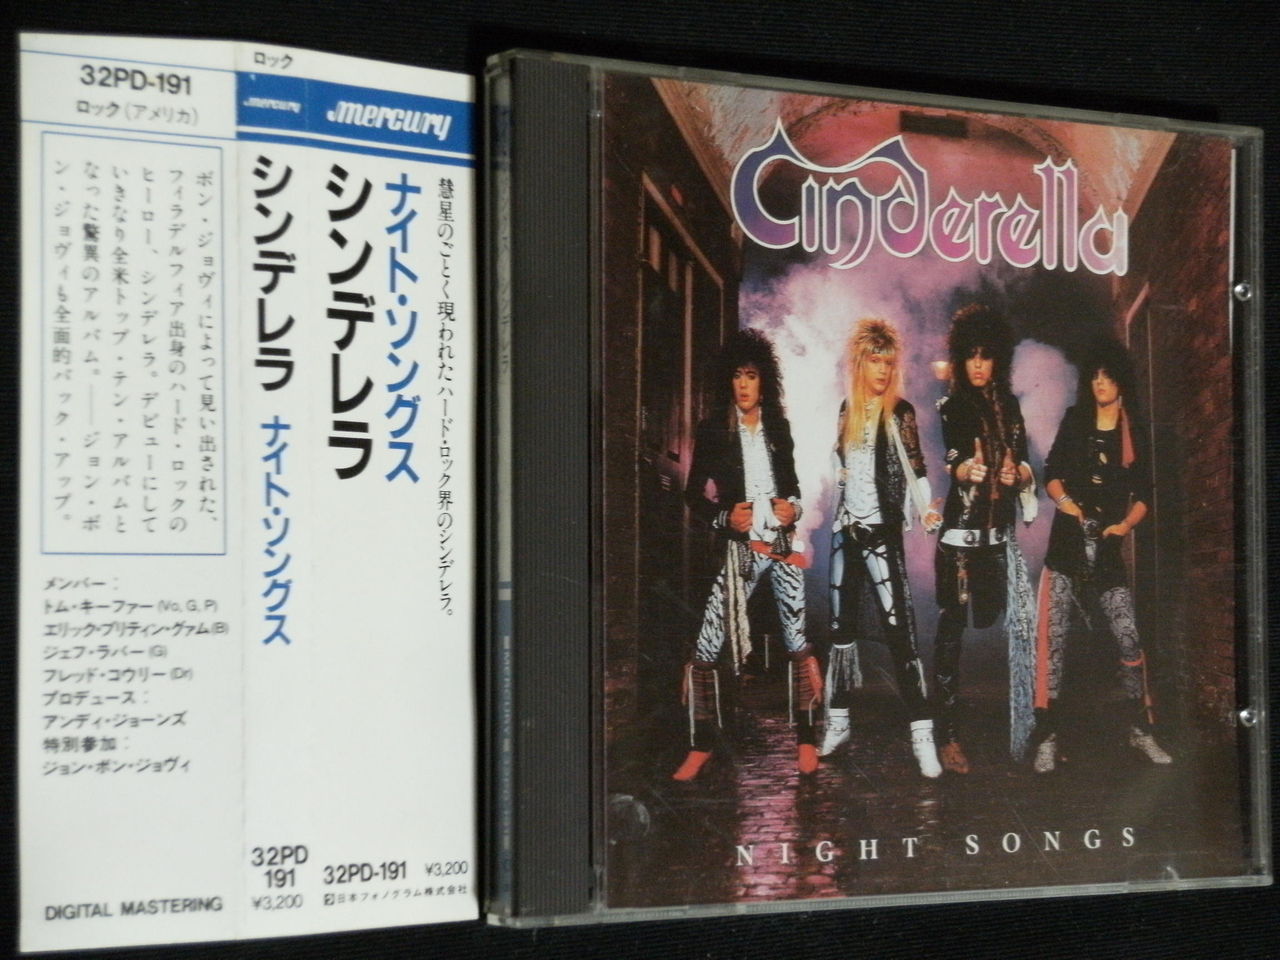 32PD-191
ロック(アメリカ)
ボン・ジョヴィによって見い出された、
フィラデルフィア出身のハード・ロックの
ヒーロー、シンデレラ。デビューにして
いきなり全米トップ・テン・アルバムと
なった驚異のアルバム。――ジョン・ボ
ン・ジョヴィも全面的バック・アップ。
メンバー:
トム・キーファー(Vo, G, P)
エリック・ブリティン・グァム(B)
ジェフ・ラバー(G)
フレッド・コウリー(Dr)
プロデュース:
アンディ・ジョーンズ
特別参加:
ジョン・ボン・ジョヴィ
DIGITAL MASTERING
ロック
mercury
シンデレラ ナイト・ソングス
32PD
191
¥3,200
mercury
彗星のごとく現われたハード・ロック界のシンデレラ。
ナイト・ソングス
シンデレラ
32PD-191 ¥3,200
日本フォノグラム株式会社
Cinderella
NIGHT SONGS